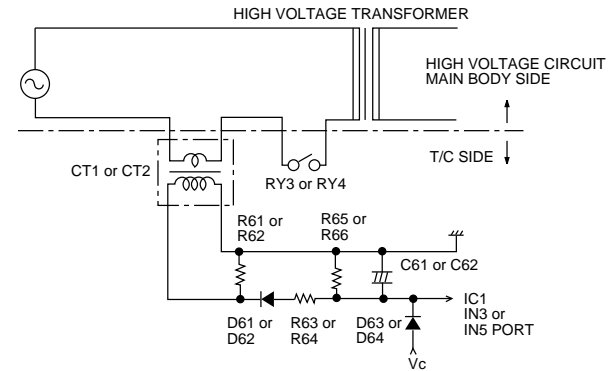 HIGH VOLTAGE TRANSFORMER
HIGH VOLTAGE CIRCUIT
MAIN BODY SIDE
T/C SIDE
CT1 or CT2
RY3 or RY4
R61 or
R62
R65 or
R66
C61 or C62
IC1
IN3 or
IN5 PORT
D61 or
D62
R63 or
R64
D63 or
D64
Vc